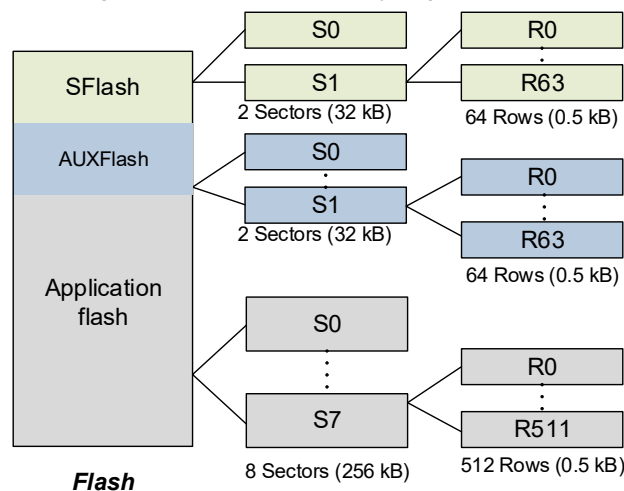 SFlash
AUXFlash
Application
flash
Flash
S0
S1
2 Sectors (32 kB)
R0
R63
64 Rows (0.5 kB)
S0
S1
2 Sectors (32 kB)
R0
R63
64 Rows (0.5 kB)
S0
S7
8 Sectors (256 kB)
R0
R511
512 Rows (0.5 kB)